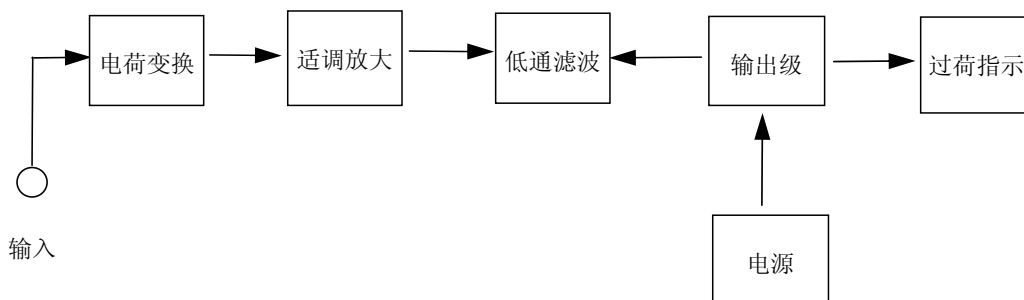 电荷变换
适调放大
低通滤波
输出级
过荷指示
输入
电源